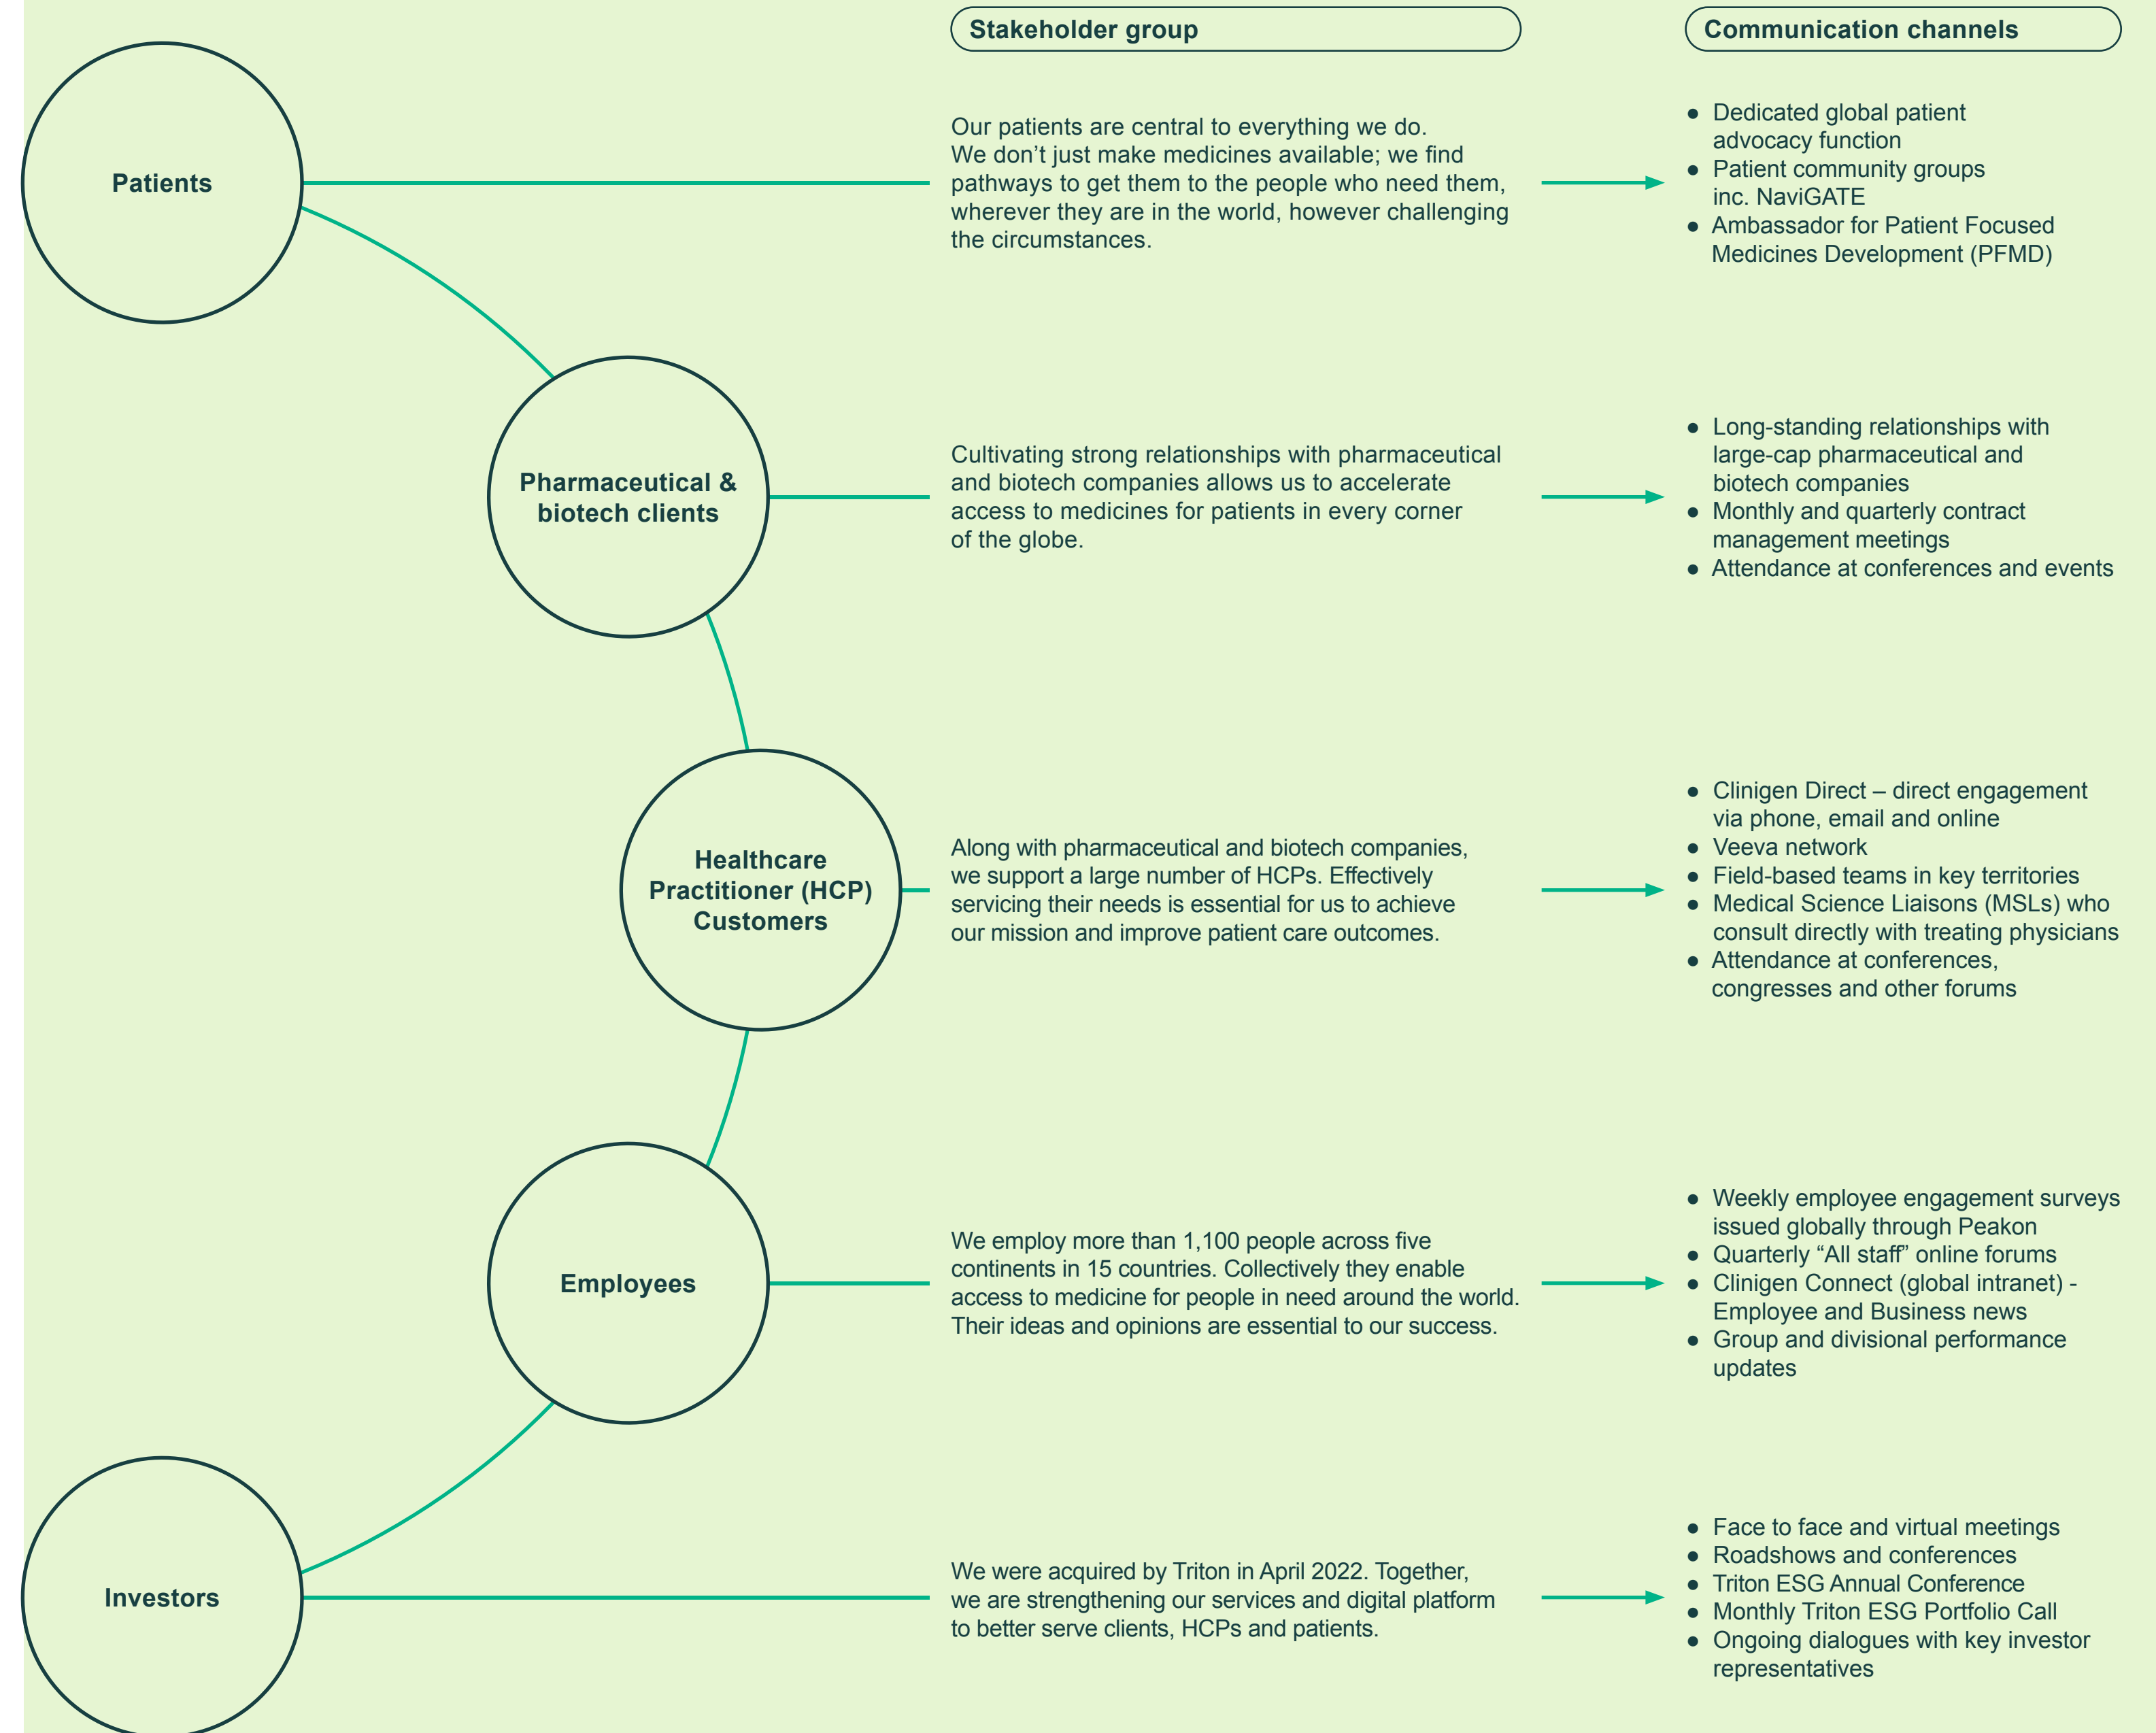 Stakeholder group
Communication channels
Patients
Our patients are central to everything we do.
We don’t just make medicines available; we find
pathways to get them to the people who need them,
wherever they are in the world, however challenging
the circumstances.
● Dedicated global patient
advocacy function
● Patient community groups
inc. NaviGATE
● Ambassador for Patient Focused
Medicines Development (PFMD)
Pharmaceutical &
biotech clients
Cultivating strong relationships with pharmaceutical
and biotech companies allows us to accelerate
access to medicines for patients in every corner
of the globe.
● Long-standing relationships with
large-cap pharmaceutical and
biotech companies
● Monthly and quarterly contract
management meetings
● Attendance at conferences and events
Healthcare
Practitioner (HCP)
Customers
Along with pharmaceutical and biotech companies,
we support a large number of HCPs. Effectively
servicing their needs is essential for us to achieve
our mission and improve patient care outcomes.
● Clinigen Direct – direct engagement
via phone, email and online
● Veeva network
● Field-based teams in key territories
● Medical Science Liaisons (MSLs) who
consult directly with treating physicians
● Attendance at conferences,
congresses and other forums
Employees
We employ more than 1,100 people across five
continents in 15 countries. Collectively they enable
access to medicine for people in need around the world.
Their ideas and opinions are essential to our success.
● Weekly employee engagement surveys
issued globally through Peakon
● Quarterly “All staff” online forums
● Clinigen Connect (global intranet) -
Employee and Business news
● Group and divisional performance
updates
Investors
We were acquired by Triton in April 2022. Together,
we are strengthening our services and digital platform
to better serve clients, HCPs and patients.
● Face to face and virtual meetings
● Roadshows and conferences
● Triton ESG Annual Conference
● Monthly Triton ESG Portfolio Call
● Ongoing dialogues with key investor
representatives